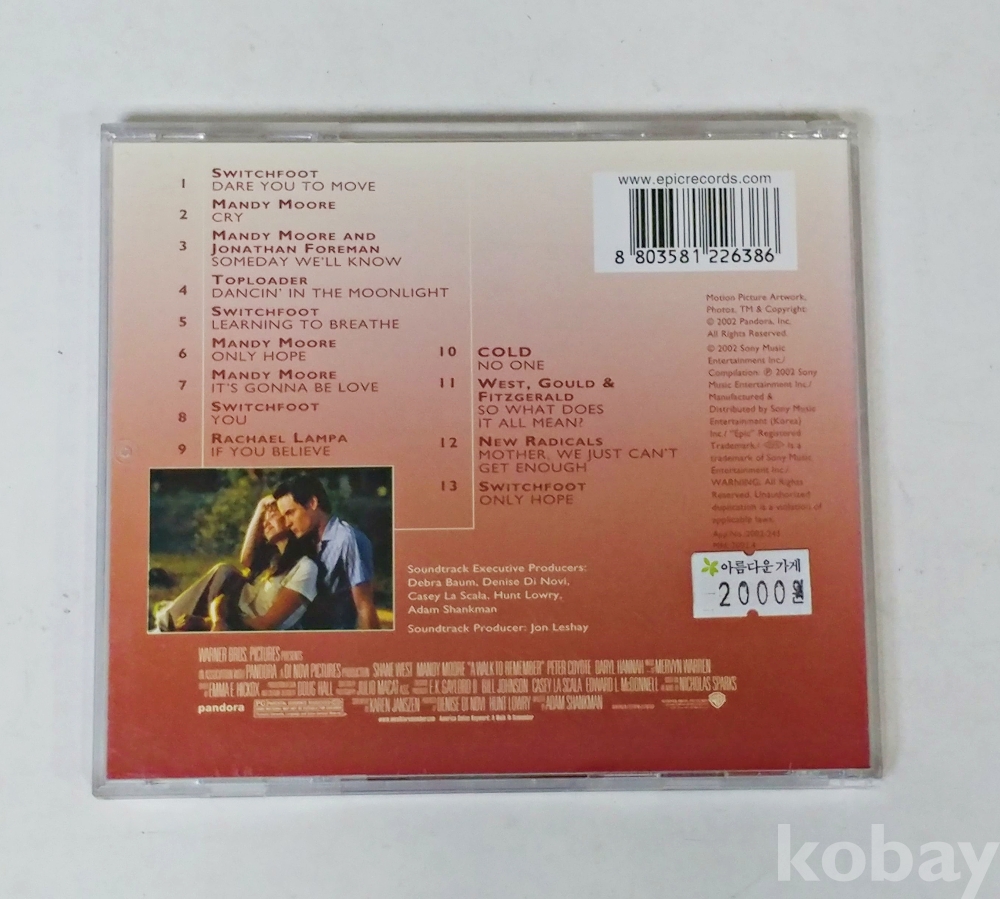 1 SWITCHFOOT
DARE YOU TO MOVE
2 MANDY MOORE
CRY
3 MANDY MOORE AND
JONATHAN FOREMAN
SOMEDAY WE'LL KNOW
4 TOPLOADER
DANCIN' IN THE MOONLIGHT
5 SWITCHFOOT
LEARNING TO BREATHE
6 MANDY MOORE
ONLY HOPE
7 MANDY MOORE
IT'S GONNA BE LOVE
8 SWITCHFOOT
YOU
9 RACHAEL LAMPA
IF YOU BELIEVE
10 COLD
NO ONE
11 WEST, GOULD &
FITZGERALD
SO WHAT DOES
IT ALL MEAN?
12 NEW RADICALS
MOTHER, WE JUST CAN'T
GET ENOUGH
13 SWITCHFOOT
ONLY HOPE
www.epicrecords.com
8 803581 226386
Motion Picture Artwork,
Photos, TM & Copyright
© 2002 Pandora, Inc.
All Rights Reserved.
© 2002 Sony Music
Entertainment Inc./
Compilation: ℗ 2002 Sony
Music Entertainment Inc./
Manufactured &
Distributed by Sony Music
Entertainment (Korea)
Inc./ "Epic" Registered
Trademark./ is a
trademark of Sony Music
Entertainment Inc./
WARNING: All Rights
Reserved. Unauthorized
duplication is a violation of
applicable laws.
아름다운가게
2000원
Soundtrack Executive Producers:
Debra Baum, Denise Di Novi,
Casey La Scala, Hunt Lowry,
Adam Shankman
Soundtrack Producer: Jon Leshay
WARNER BROS. PICTURES PRESENTS
IN ASSOCIATION WITH PANDORA A DI NOVI PICTURES PRODUCTION SHANE WEST MANDY MOORE "A WALK TO REMEMBER" PETER COYOTE DARYL HANNAH MERVYN WARREN
EMMA E. HICKOX DOUG HALL JULIO MACAT E.K. GAYLORD II BILL JOHNSON CASEY LA SCALA EDWARD L. McDONNELL NICHOLAS SPARKS
KAREN JANSZEN DENISE DI NOVI HUNT LOWRY ADAM SHANKMAN
pandora
kobay